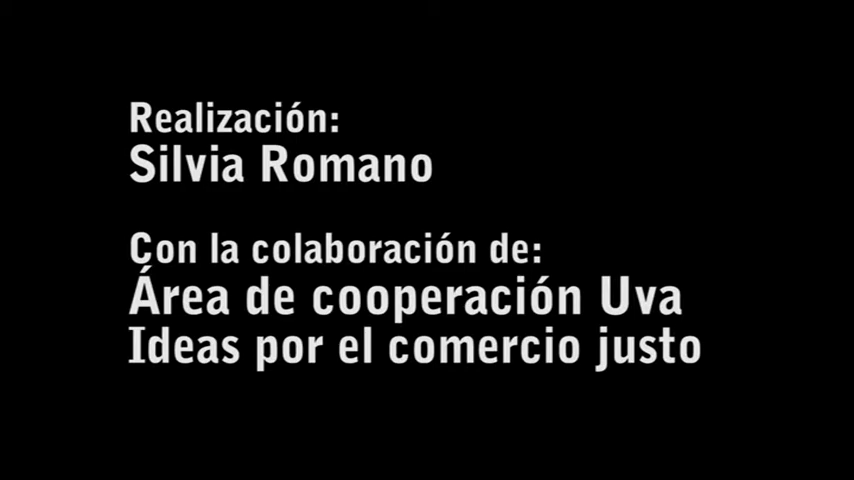 Realización:
Silvia Romano
Con la colaboración de:
Área de cooperación Uva
Ideas por el comercio justo